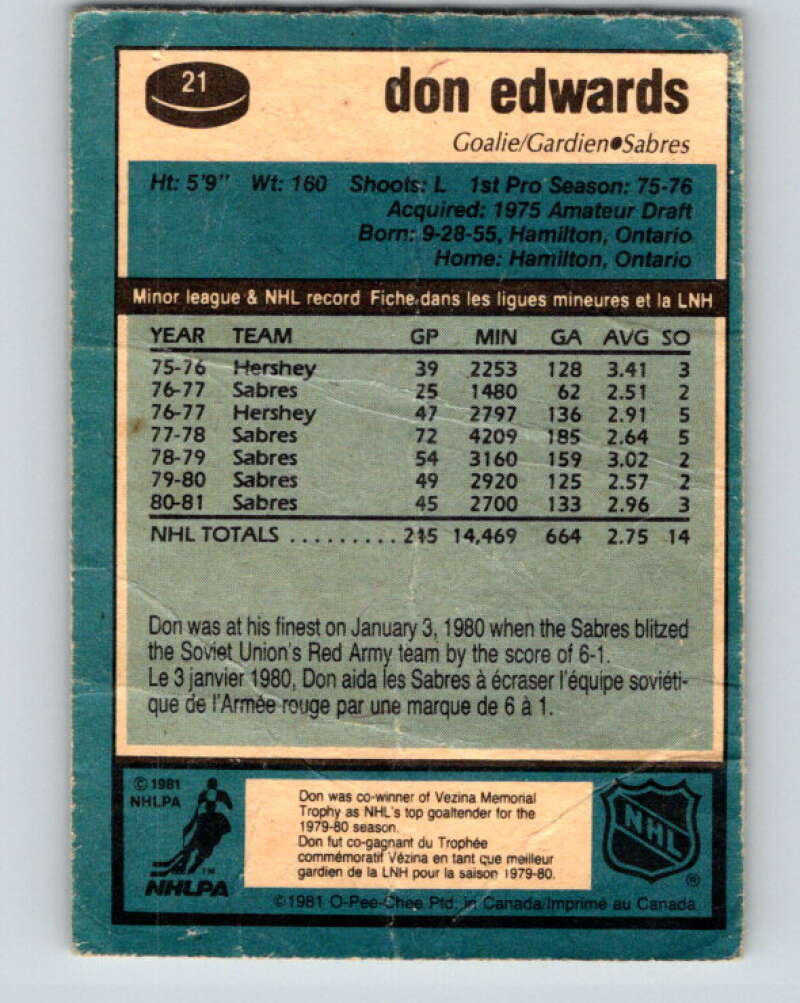 21
don edwards
Goalie/Gardien●Sabres
Ht: 5'9" Wt: 160 Shoots: L 1st Pro Season: 75-76
Acquired: 1975 Amateur Draft
Born: 9-28-55, Hamilton, Ontario
Home: Hamilton, Ontario
Minor league & NHL record Fiche dans les ligues mineures et la LNH
YEAR TEAM GP MIN GA AVG SO
75-76 Hershey 39 2253 128 3.41 3
76-77 Sabres 25 1480 62 2.51 2
76-77 Hershey 47 2797 136 2.91 5
77-78 Sabres 72 4209 185 2.64 5
78-79 Sabres 54 3160 159 3.02 2
79-80 Sabres 49 2920 125 2.57 2
80-81 Sabres 45 2700 133 2.96 3
NHL TOTALS ......... 245 14,469 664 2.75 14
Don was at his finest on January 3, 1980 when the Sabres blitzed
the Soviet Union's Red Army team by the score of 6-1.
Le 3 janvier 1980, Don aida les Sabres à écraser l'équipe soviéti-
que de l'Armée rouge par une marque de 6 à 1.
© 1981
NHLPA
TM
NHLPA
Don was co-winner of Vezina Memorial
Trophy as NHL's top goaltender for the
1979-80 season.
Don fut co-gagnant du Trophée
commémoratif Vézina en tant que meilleur
gardien de la LNH pour la saison 1979-80.
NHL
®
© 1981 O-Pee-Chee Ptd. in Canada/Imprimé au Canada